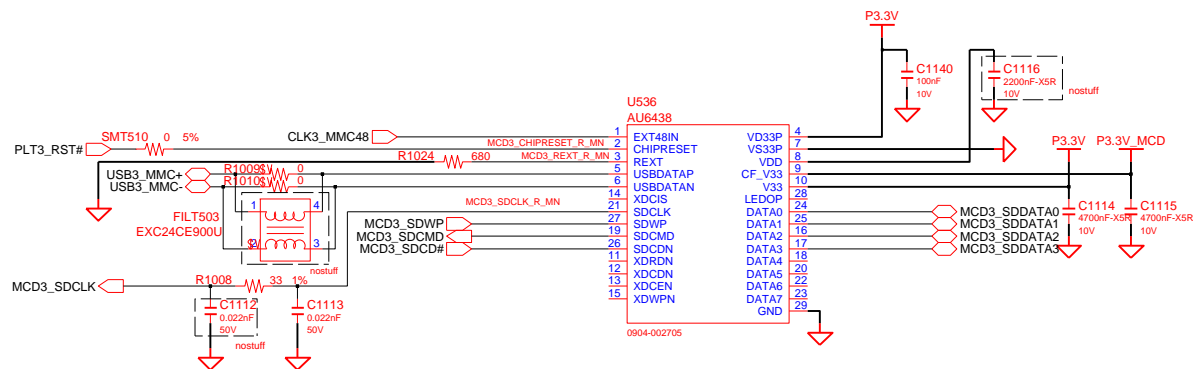 P3.3V
C1140
100nF
10V
C1116
2200nF-X5R
10V
nostuff
U536
AU6438
SMT510 0 5%
PLT3_RST#
CLK3_MMC48
MCD3_CHIPRESET_R_MN
R1024 680
MCD3_REXT_R_MN
R1009 0
USB3_MMC+
R1010 0
USB3_MMC-
1 EXT48IN
2 CHIPRESET
3 REXT
5 USBDATAP
6 USBDATAN
14 XDCIS
21 SDCLK
27 SDWP
19 SDCMD
26 SDCDN
11 XDRDN
12 XDCDN
13 XDCEN
15 XDWPN
VD33P 4
VS33P 7
VDD 8
CF_V33 9
V33 10
LEDOP 28
DATA0 24
DATA1 25
DATA2 16
DATA3 17
DATA4 18
DATA5 20
DATA6 22
DATA7 23
GND 29
0904-002705
P3.3V
P3.3V_MCD
C1114
4700nF-X5R
10V
C1115
4700nF-X5R
10V
MCD3_SDDATA0
MCD3_SDDATA1
MCD3_SDDATA2
MCD3_SDDATA3
FILT503
EXC24CE900U
1 4
2 3
nostuff
MCD3_SDCLK_R_MN
MCD3_SDWP
MCD3_SDCMD
MCD3_SDCD#
MCD3_SDCLK
R1008 33 1%
C1112
0.022nF
50V
nostuff
C1113
0.022nF
50V